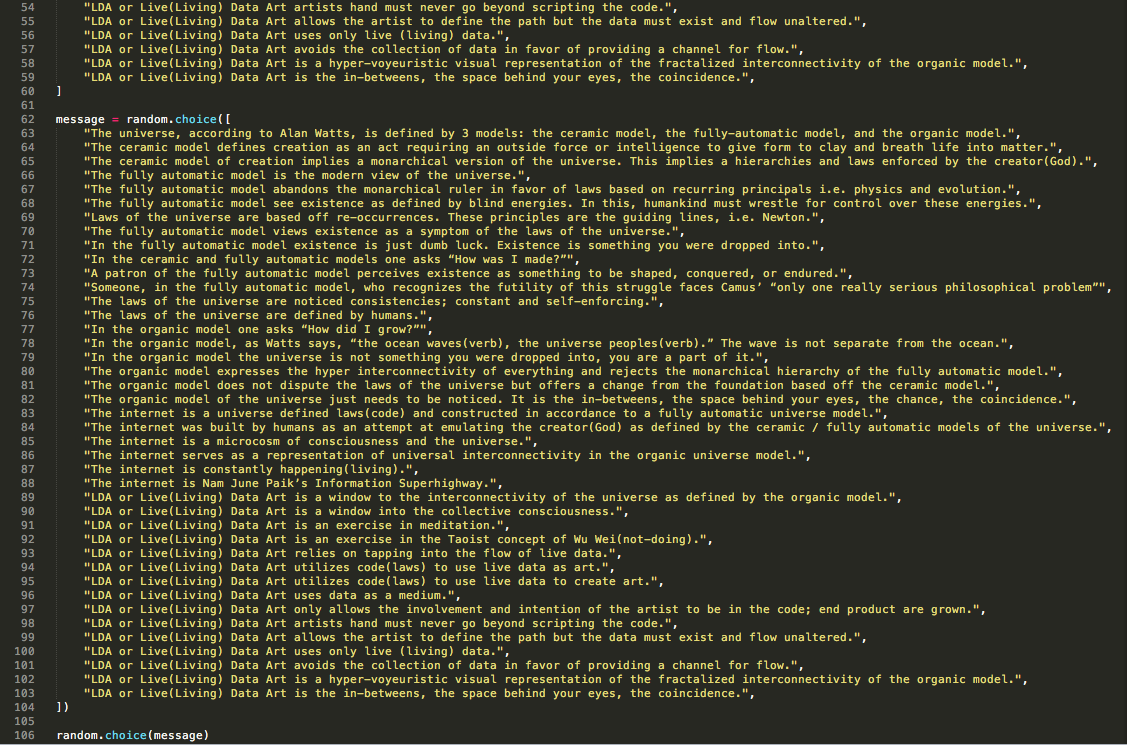 54 "LDA or Live(Living) Data Art artists hand must never go beyond scripting the code.",
55 "LDA or Live(Living) Data Art allows the artist to define the path but the data must exist and flow unaltered.",
56 "LDA or Live(Living) Data Art uses only live (living) data.",
57 "LDA or Live(Living) Data Art avoids the collection of data in favor of providing a channel for flow.",
58 "LDA or Live(Living) Data Art is a hyper-voyeuristic visual representation of the fractalized interconnectivity of the organic model.",
59 "LDA or Live(Living) Data Art is the in-betweens, the space behind your eyes, the coincidence.",
60 ]
61
62 message = random.choice([
63 "The universe, according to Alan Watts, is defined by 3 models: the ceramic model, the fully-automatic model, and the organic model.",
64 "The ceramic model defines creation as an act requiring an outside force or intelligence to give form to clay and breath life into matter.",
65 "The ceramic model of creation implies a monarchical version of the universe. This implies a hierarchies and laws enforced by the creator(God).",
66 "The fully automatic model is the modern view of the universe.",
67 "The fully automatic model abandons the monarchical ruler in favor of laws based on recurring principals i.e. physics and evolution.",
68 "The fully automatic model see existence as defined by blind energies. In this, humankind must wrestle for control over these energies.",
69 "Laws of the universe are based off re-occurrences. These principles are the guiding lines, i.e. Newton.",
70 "The fully automatic model views existence as a symptom of the laws of the universe.",
71 "In the fully automatic model existence is just dumb luck. Existence is something you were dropped into.",
72 "In the ceramic and fully automatic models one asks “How was I made?”",
73 "A patron of the fully automatic model perceives existence as something to be shaped, conquered, or endured.",
74 "Someone, in the fully automatic model, who recognizes the futility of this struggle faces Camus’ “only one really serious philosophical problem”",
75 "The laws of the universe are noticed consistencies; constant and self-enforcing.",
76 "The laws of the universe are defined by humans.",
77 "In the organic model one asks “How did I grow?”",
78 "In the organic model, as Watts says, “the ocean waves(verb), the universe peoples(verb).” The wave is not separate from the ocean.",
79 "In the organic model the universe is not something you were dropped into, you are a part of it.",
80 "The organic model expresses the hyper interconnectivity of everything and rejects the monarchical hierarchy of the fully automatic model.",
81 "The organic model does not dispute the laws of the universe but offers a change from the foundation based off the ceramic model.",
82 "The organic model of the universe just needs to be noticed. It is the in-betweens, the space behind your eyes, the chance, the coincidence.",
83 "The internet is a universe defined laws(code) and constructed in accordance to a fully automatic universe model.",
84 "The internet was built by humans as an attempt at emulating the creator(God) as defined by the ceramic / fully automatic models of the universe.",
85 "The internet is a microcosm of consciousness and the universe.",
86 "The internet serves as a representation of universal interconnectivity in the organic universe model.",
87 "The internet is constantly happening(living).",
88 "The internet is Nam June Paik’s Information Superhighway.",
89 "LDA or Live(Living) Data Art is a window to the interconnectivity of the universe as defined by the organic model.",
90 "LDA or Live(Living) Data Art is a window into the collective consciousness.",
91 "LDA or Live(Living) Data Art is an exercise in meditation.",
92 "LDA or Live(Living) Data Art is an exercise in the Taoist concept of Wu Wei(not-doing).",
93 "LDA or Live(Living) Data Art relies on tapping into the flow of live data.",
94 "LDA or Live(Living) Data Art utilizes code(laws) to use live data as art.",
95 "LDA or Live(Living) Data Art utilizes code(laws) to use live data to create art.",
96 "LDA or Live(Living) Data Art uses data as a medium.",
97 "LDA or Live(Living) Data Art only allows the involvement and intention of the artist to be in the code; end product are grown.",
98 "LDA or Live(Living) Data Art artists hand must never go beyond scripting the code.",
99 "LDA or Live(Living) Data Art allows the artist to define the path but the data must exist and flow unaltered.",
100 "LDA or Live(Living) Data Art uses only live (living) data.",
101 "LDA or Live(Living) Data Art avoids the collection of data in favor of providing a channel for flow.",
102 "LDA or Live(Living) Data Art is a hyper-voyeuristic visual representation of the fractalized interconnectivity of the organic model.",
103 "LDA or Live(Living) Data Art is the in-betweens, the space behind your eyes, the coincidence.",
104 ])
105
106 random.choice(message)